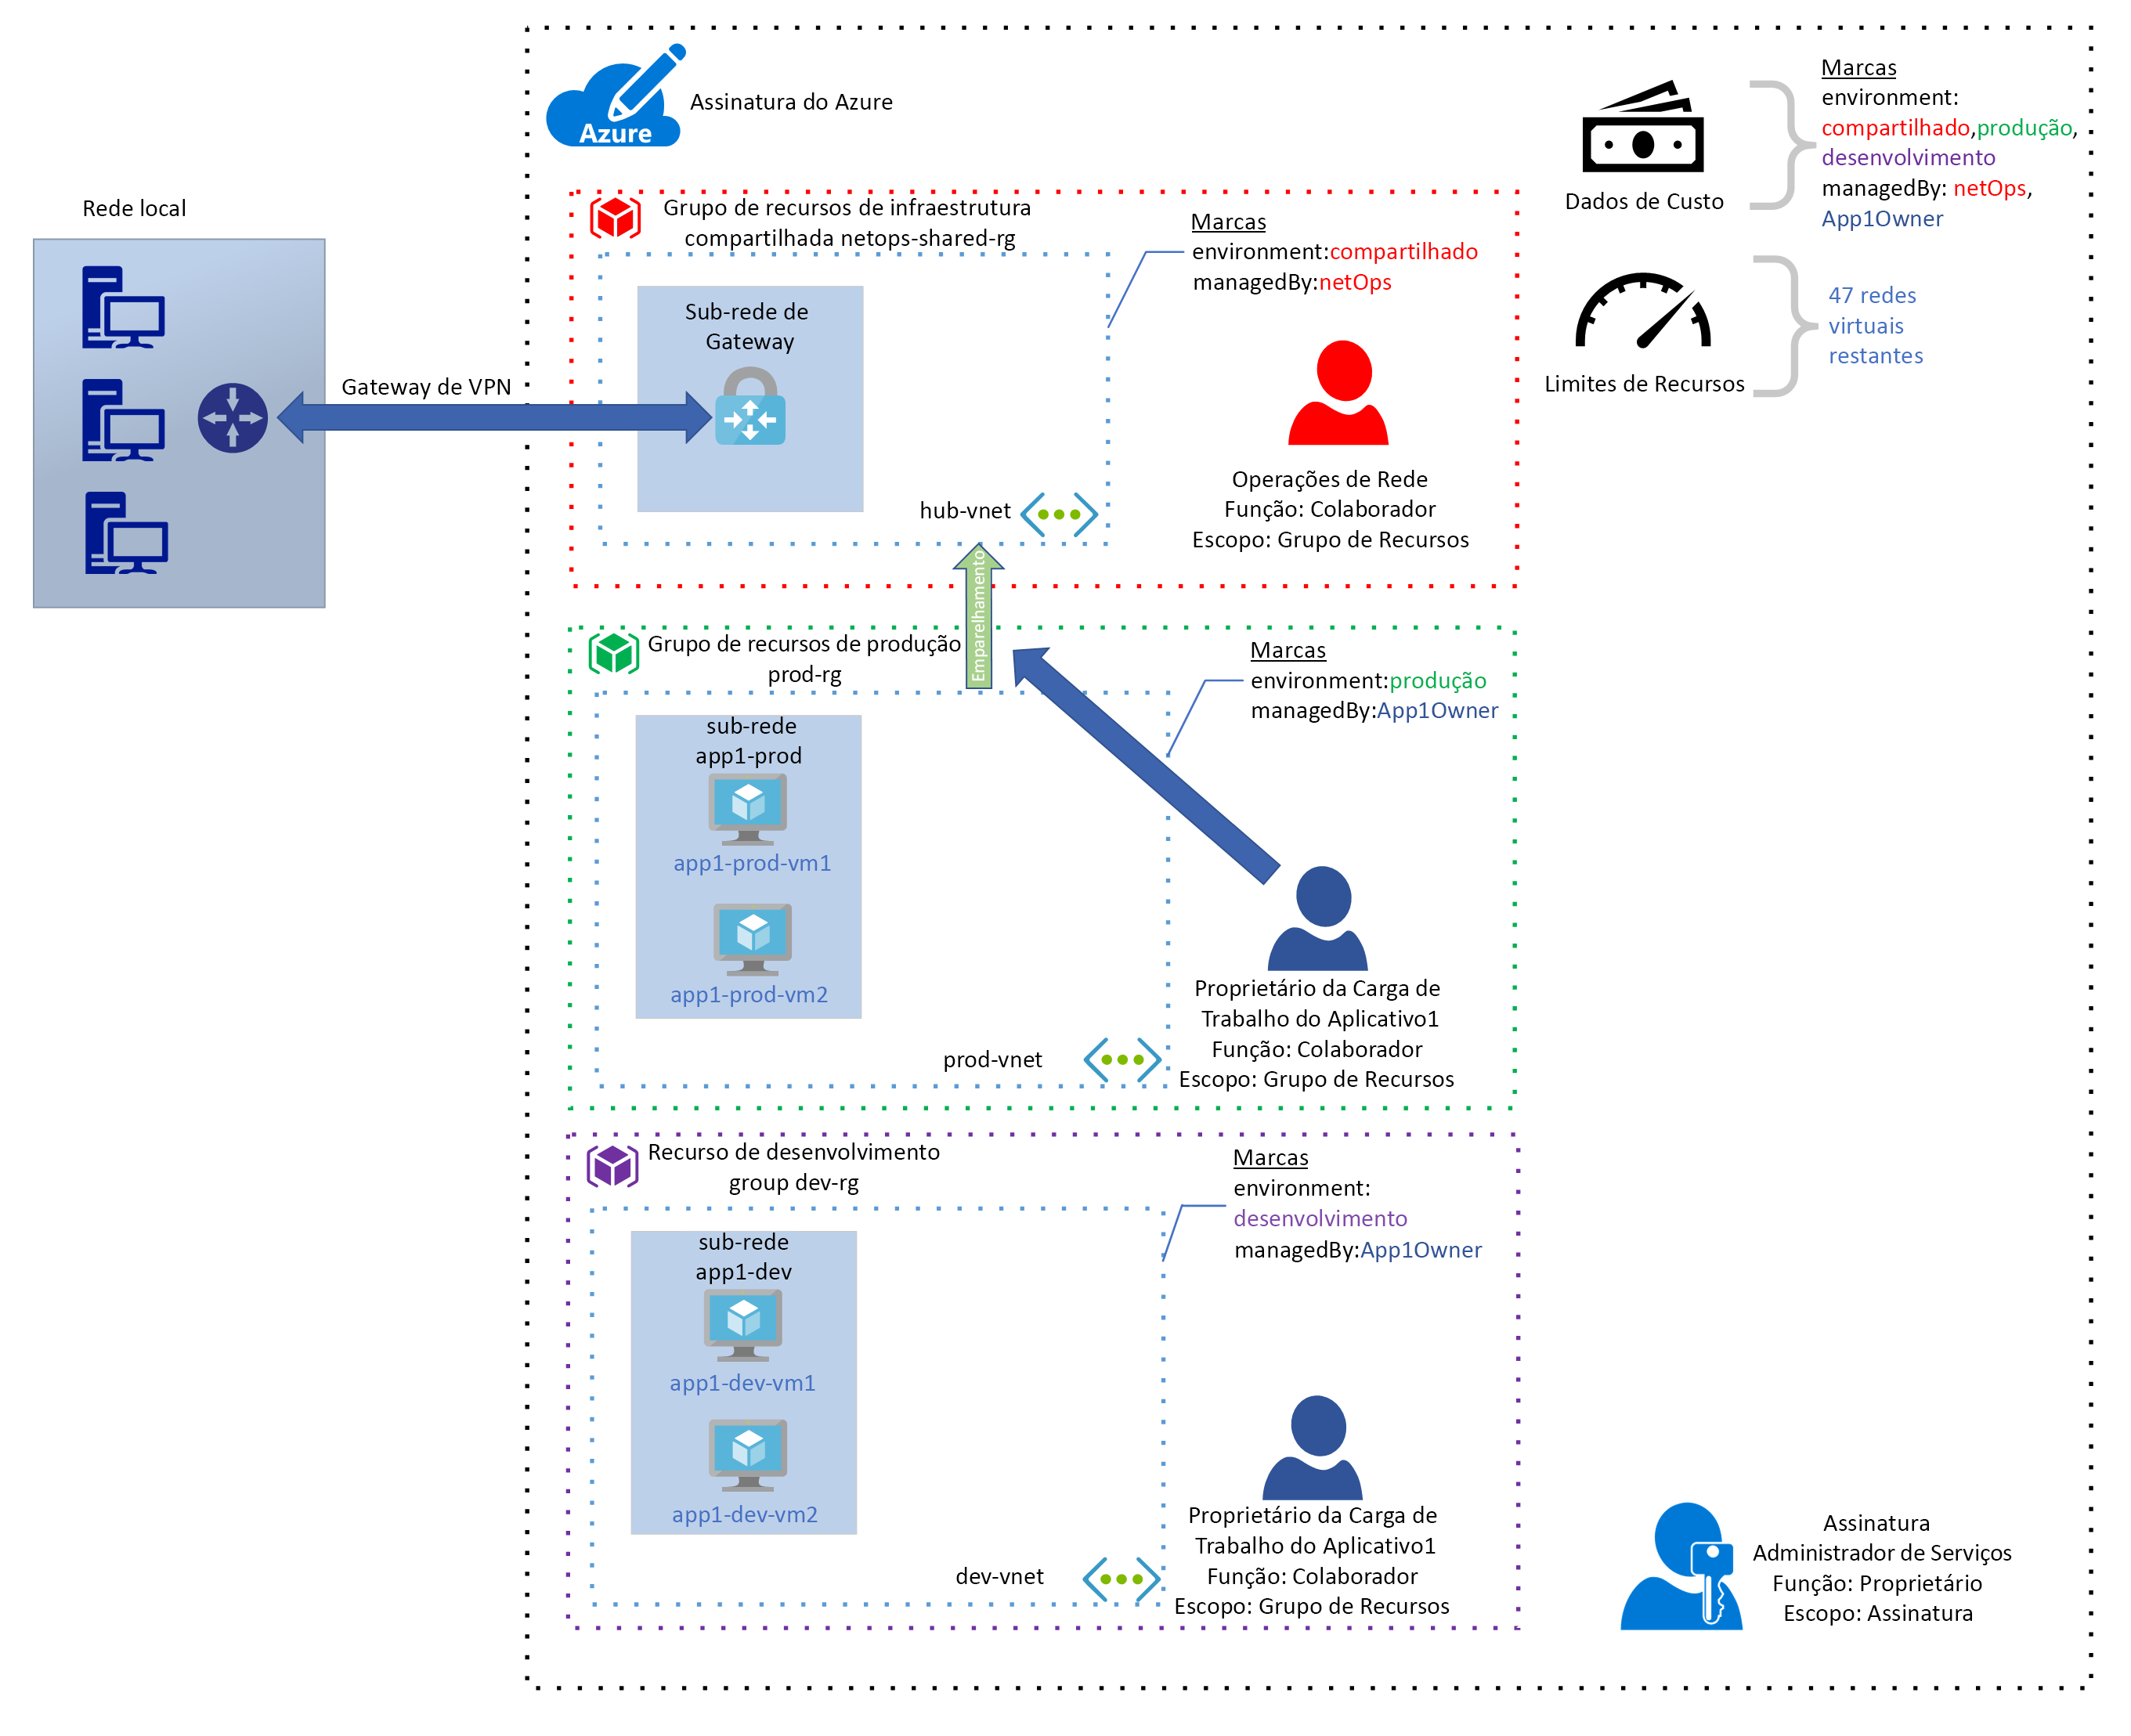 Azure
Assinatura do Azure
Marcas
environment:
compartilhado,produção,
desenvolvimento
managedBy: netOps,
App1Owner
Dados de Custo
47 redes
virtuais
restantes
Limites de Recursos
Rede local
Gateway de VPN
Grupo de recursos de infraestrutura
compartilhada netops-shared-rg
Marcas
environment:compartilhado
managedBy:netOps
Sub-rede de
Gateway
hub-vnet
Operações de Rede
Função: Colaborador
Escopo: Grupo de Recursos
Emparelhamento
Grupo de recursos de produção
prod-rg
Marcas
environment:produção
managedBy:App1Owner
sub-rede
app1-prod
app1-prod-vm1
app1-prod-vm2
prod-vnet
Proprietário da Carga de
Trabalho do Aplicativo1
Função: Colaborador
Escopo: Grupo de Recursos
Recurso de desenvolvimento
group dev-rg
Marcas
environment:
desenvolvimento
managedBy:App1Owner
sub-rede
app1-dev
app1-dev-vm1
app1-dev-vm2
dev-vnet
Proprietário da Carga de
Trabalho do Aplicativo1
Função: Colaborador
Escopo: Grupo de Recursos
Assinatura
Administrador de Serviços
Função: Proprietário
Escopo: Assinatura